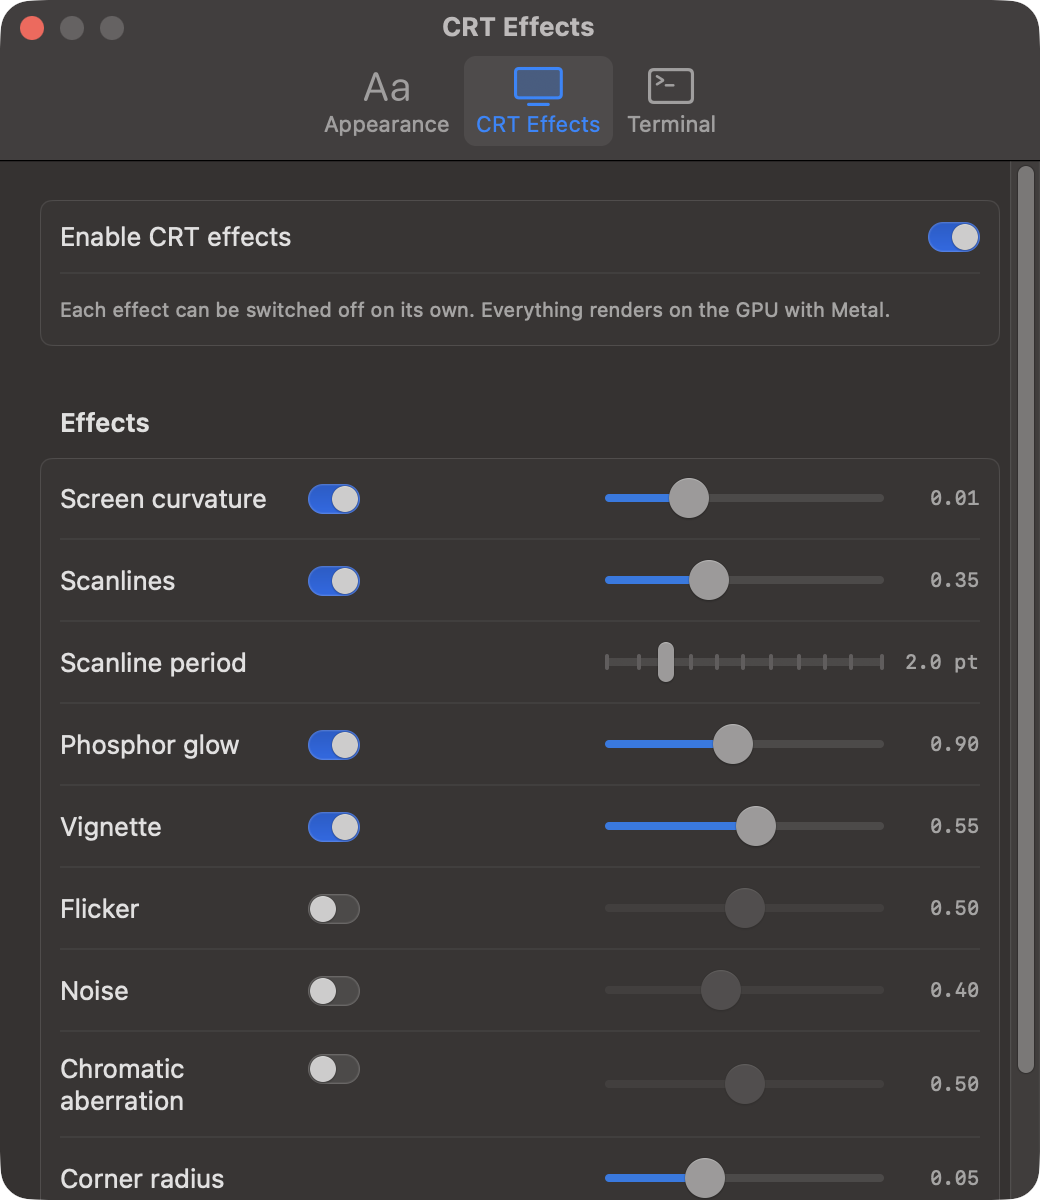 CRT Effects
Aa
Appearance
CRT Effects
>_
Terminal
Enable CRT effects
Each effect can be switched off on its own. Everything renders on the GPU with Metal.
Effects
Screen curvature 0.01
Scanlines 0.35
Scanline period 2.0 pt
Phosphor glow 0.90
Vignette 0.55
Flicker 0.50
Noise 0.40
Chromatic
aberration 0.50
Corner radius 0.05